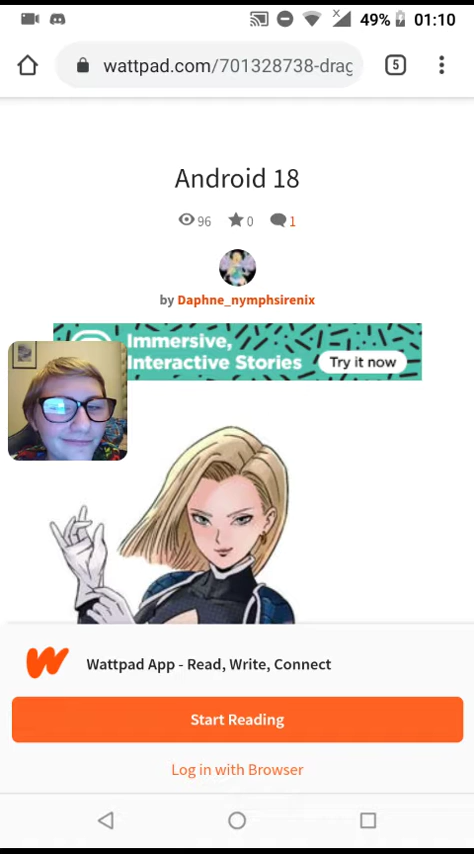 49% 01:10
wattpad.com/701328738-drag
5
Android 18
96 0 1
by Daphne_nymphsirenix
Immersive,
Interactive Stories
Try it now
Wattpad App - Read, Write, Connect
Start Reading
Log in with Browser